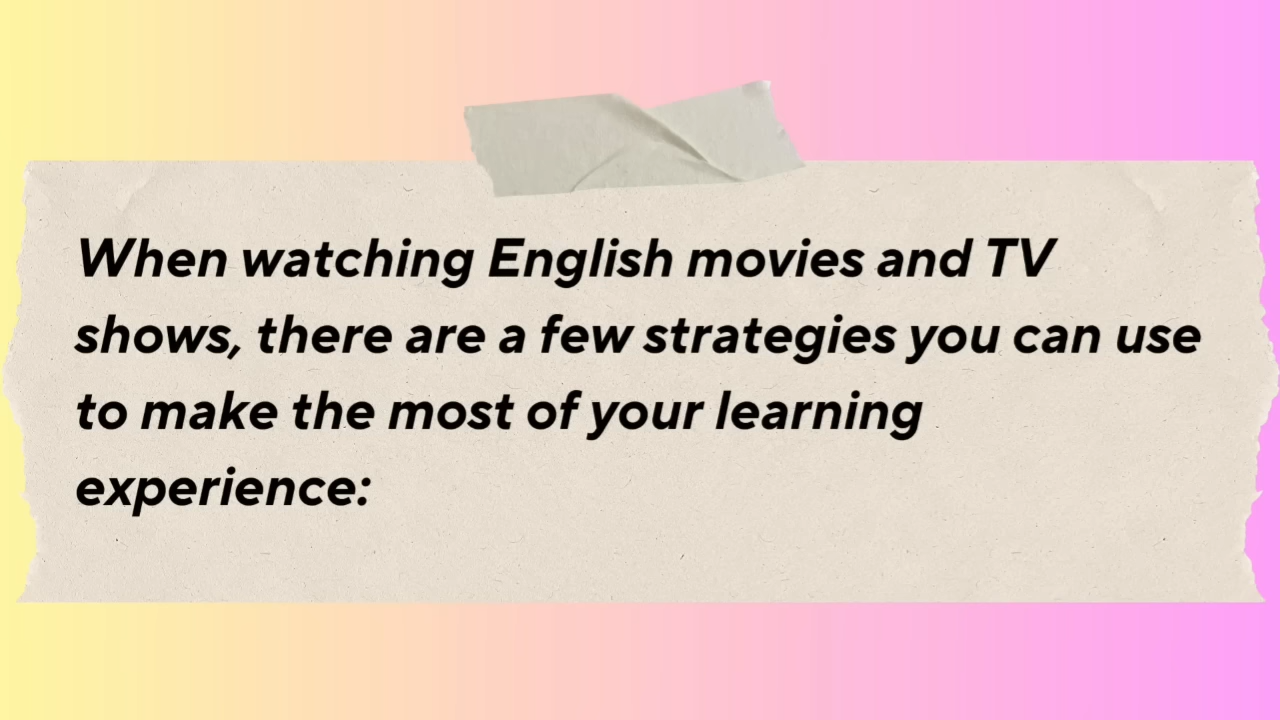 When watching English movies and TV
shows, there are a few strategies you can use
to make the most of your learning
experience: